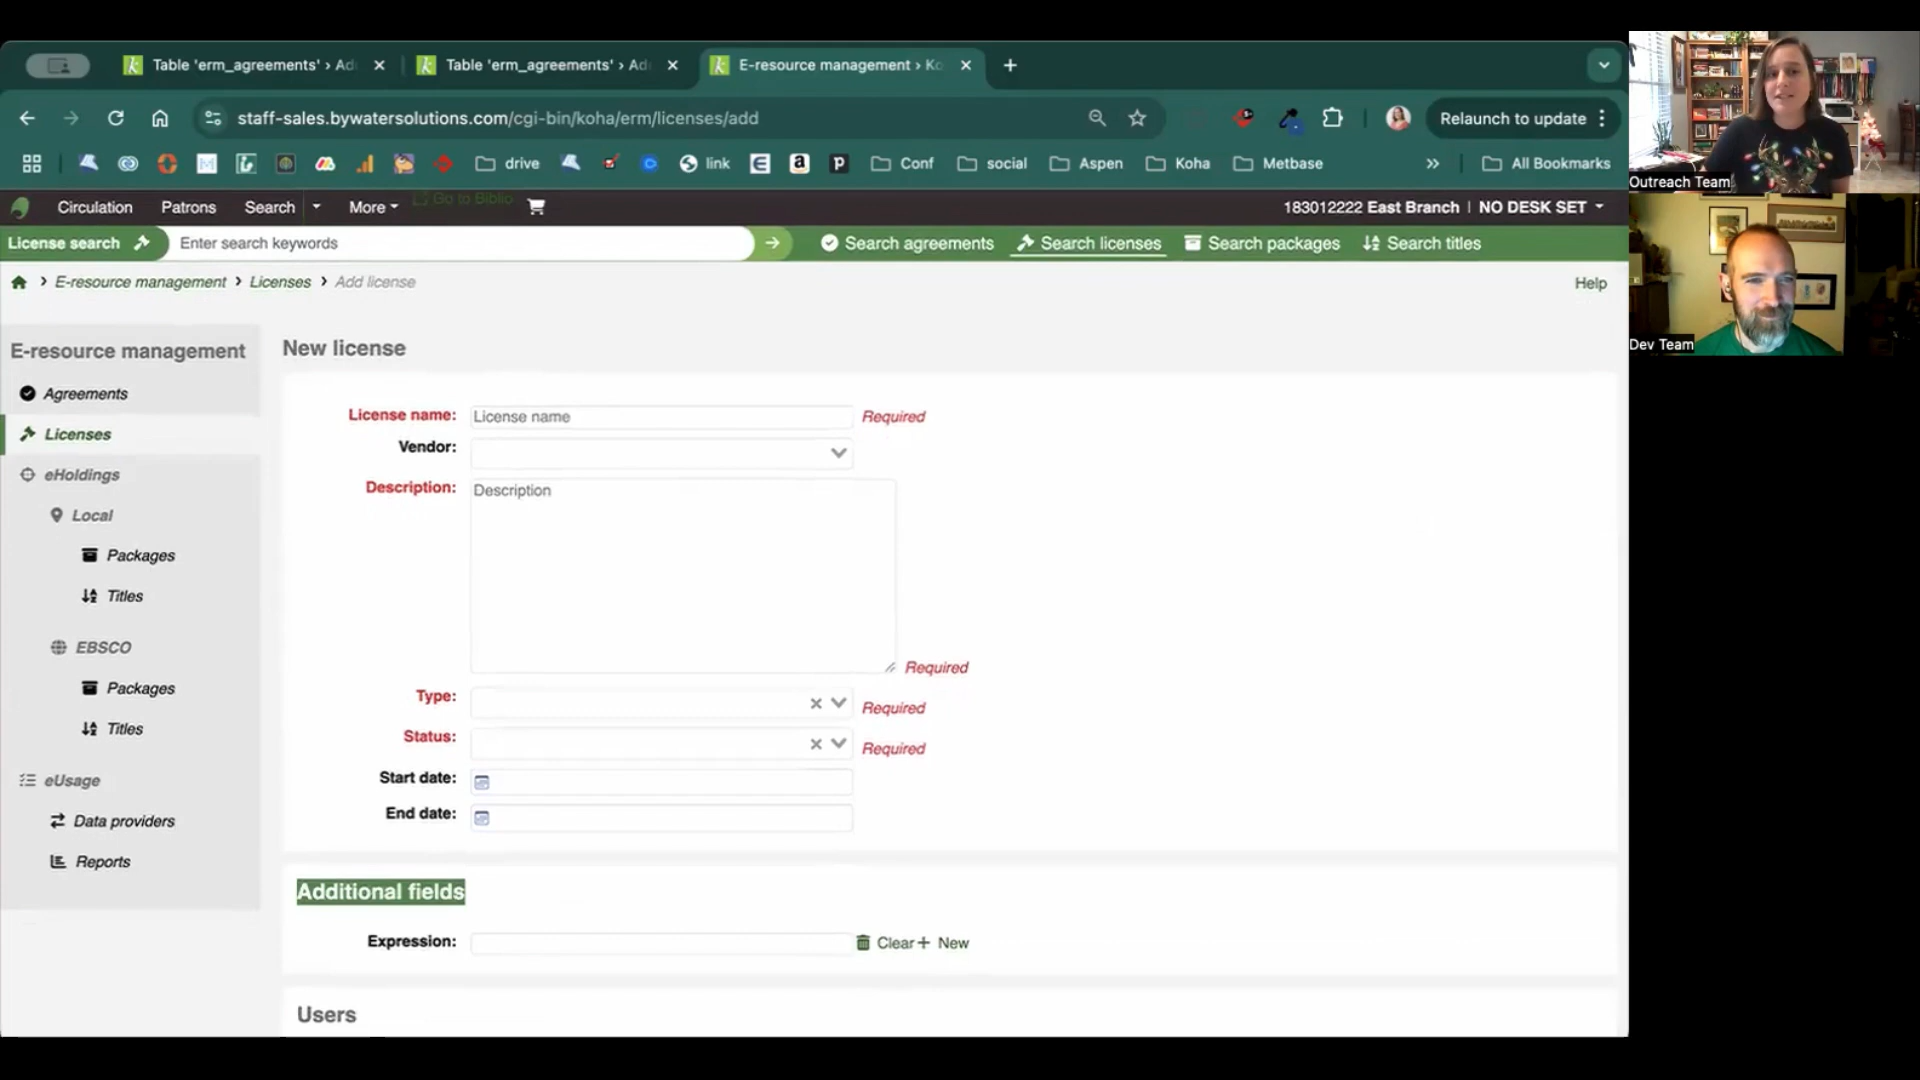 Table 'erm_agreements' › Ad
Table 'erm_agreements' › Ad
E-resource management › Ko
staff-sales.bywatersolutions.com/cgi-bin/koha/erm/licenses/add
Relaunch to update
drive
link
Conf
social
Aspen
Koha
Metbase
»
All Bookmarks
Circulation
Patrons
Search
More
Go to Biblio
183012222 East Branch | NO DESK SET
License search
Enter search keywords
Search agreements
Search licenses
Search packages
Search titles
E-resource management › Licenses › Add license
Help
E-resource management
Agreements
Licenses
eHoldings
Local
Packages
Titles
EBSCO
Packages
Titles
eUsage
Data providers
Reports
New license
License name:
License name
Required
Vendor:
Description:
Description
Required
Type:
Required
Status:
Required
Start date:
End date:
Additional fields
Expression:
Clear + New
Users
Outreach Team
Dev Team